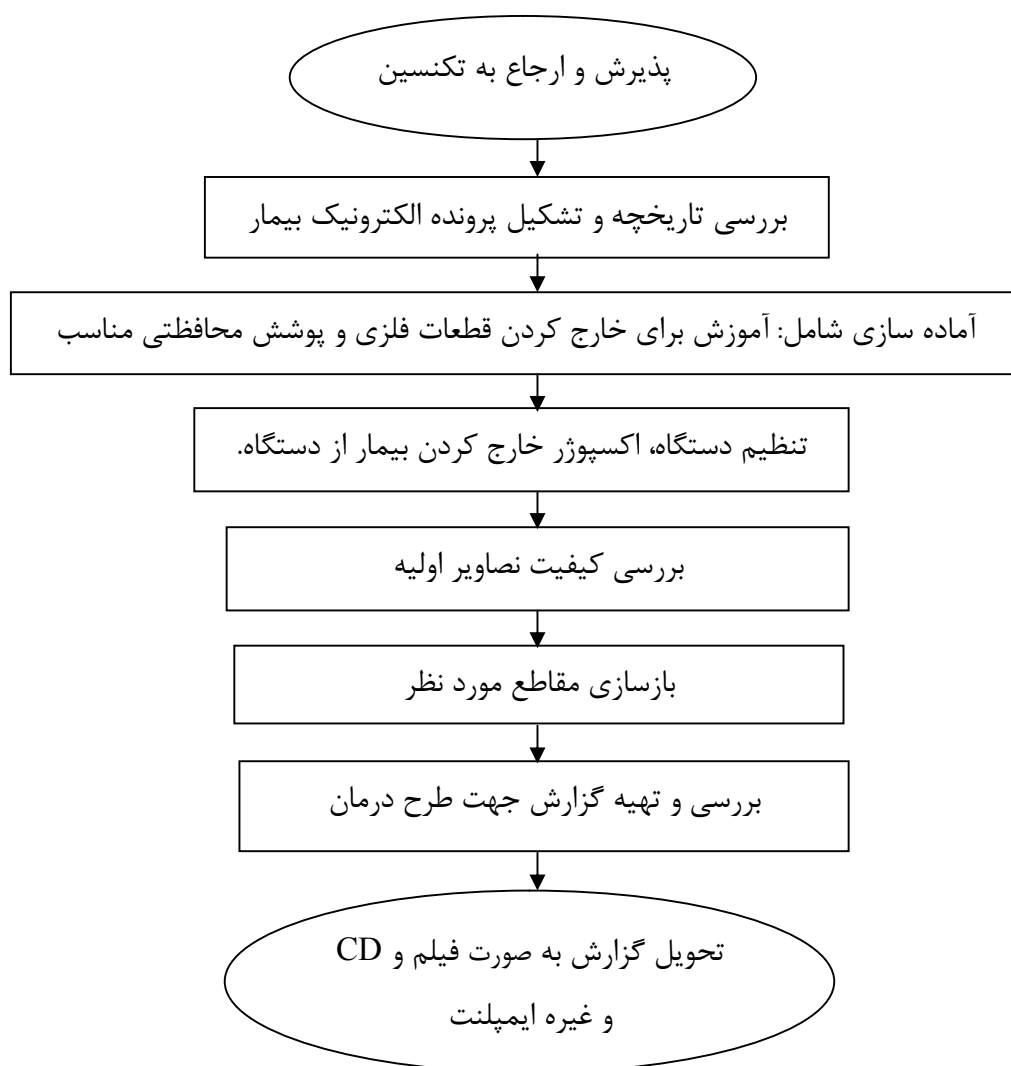 پذیرش و ارجاع به تکنسین
بررسی تاریخچه و تشکیل پرونده الکترونیک بیمار
آماده سازی شامل: آموزش برای خارج کردن قطعات فلزی و پوشش محافظتی مناسب
تنظیم دستگاه، اکسپوژر خارج کردن بیمار از دستگاه.
بررسی کیفیت نصاویر اولیه
بازسازی مقاطع مورد نظر
بررسی و تهیه گزارش جهت طرح درمان
تحویل گزارش به صورت فیلم و CD
و غیره ایمپلنت